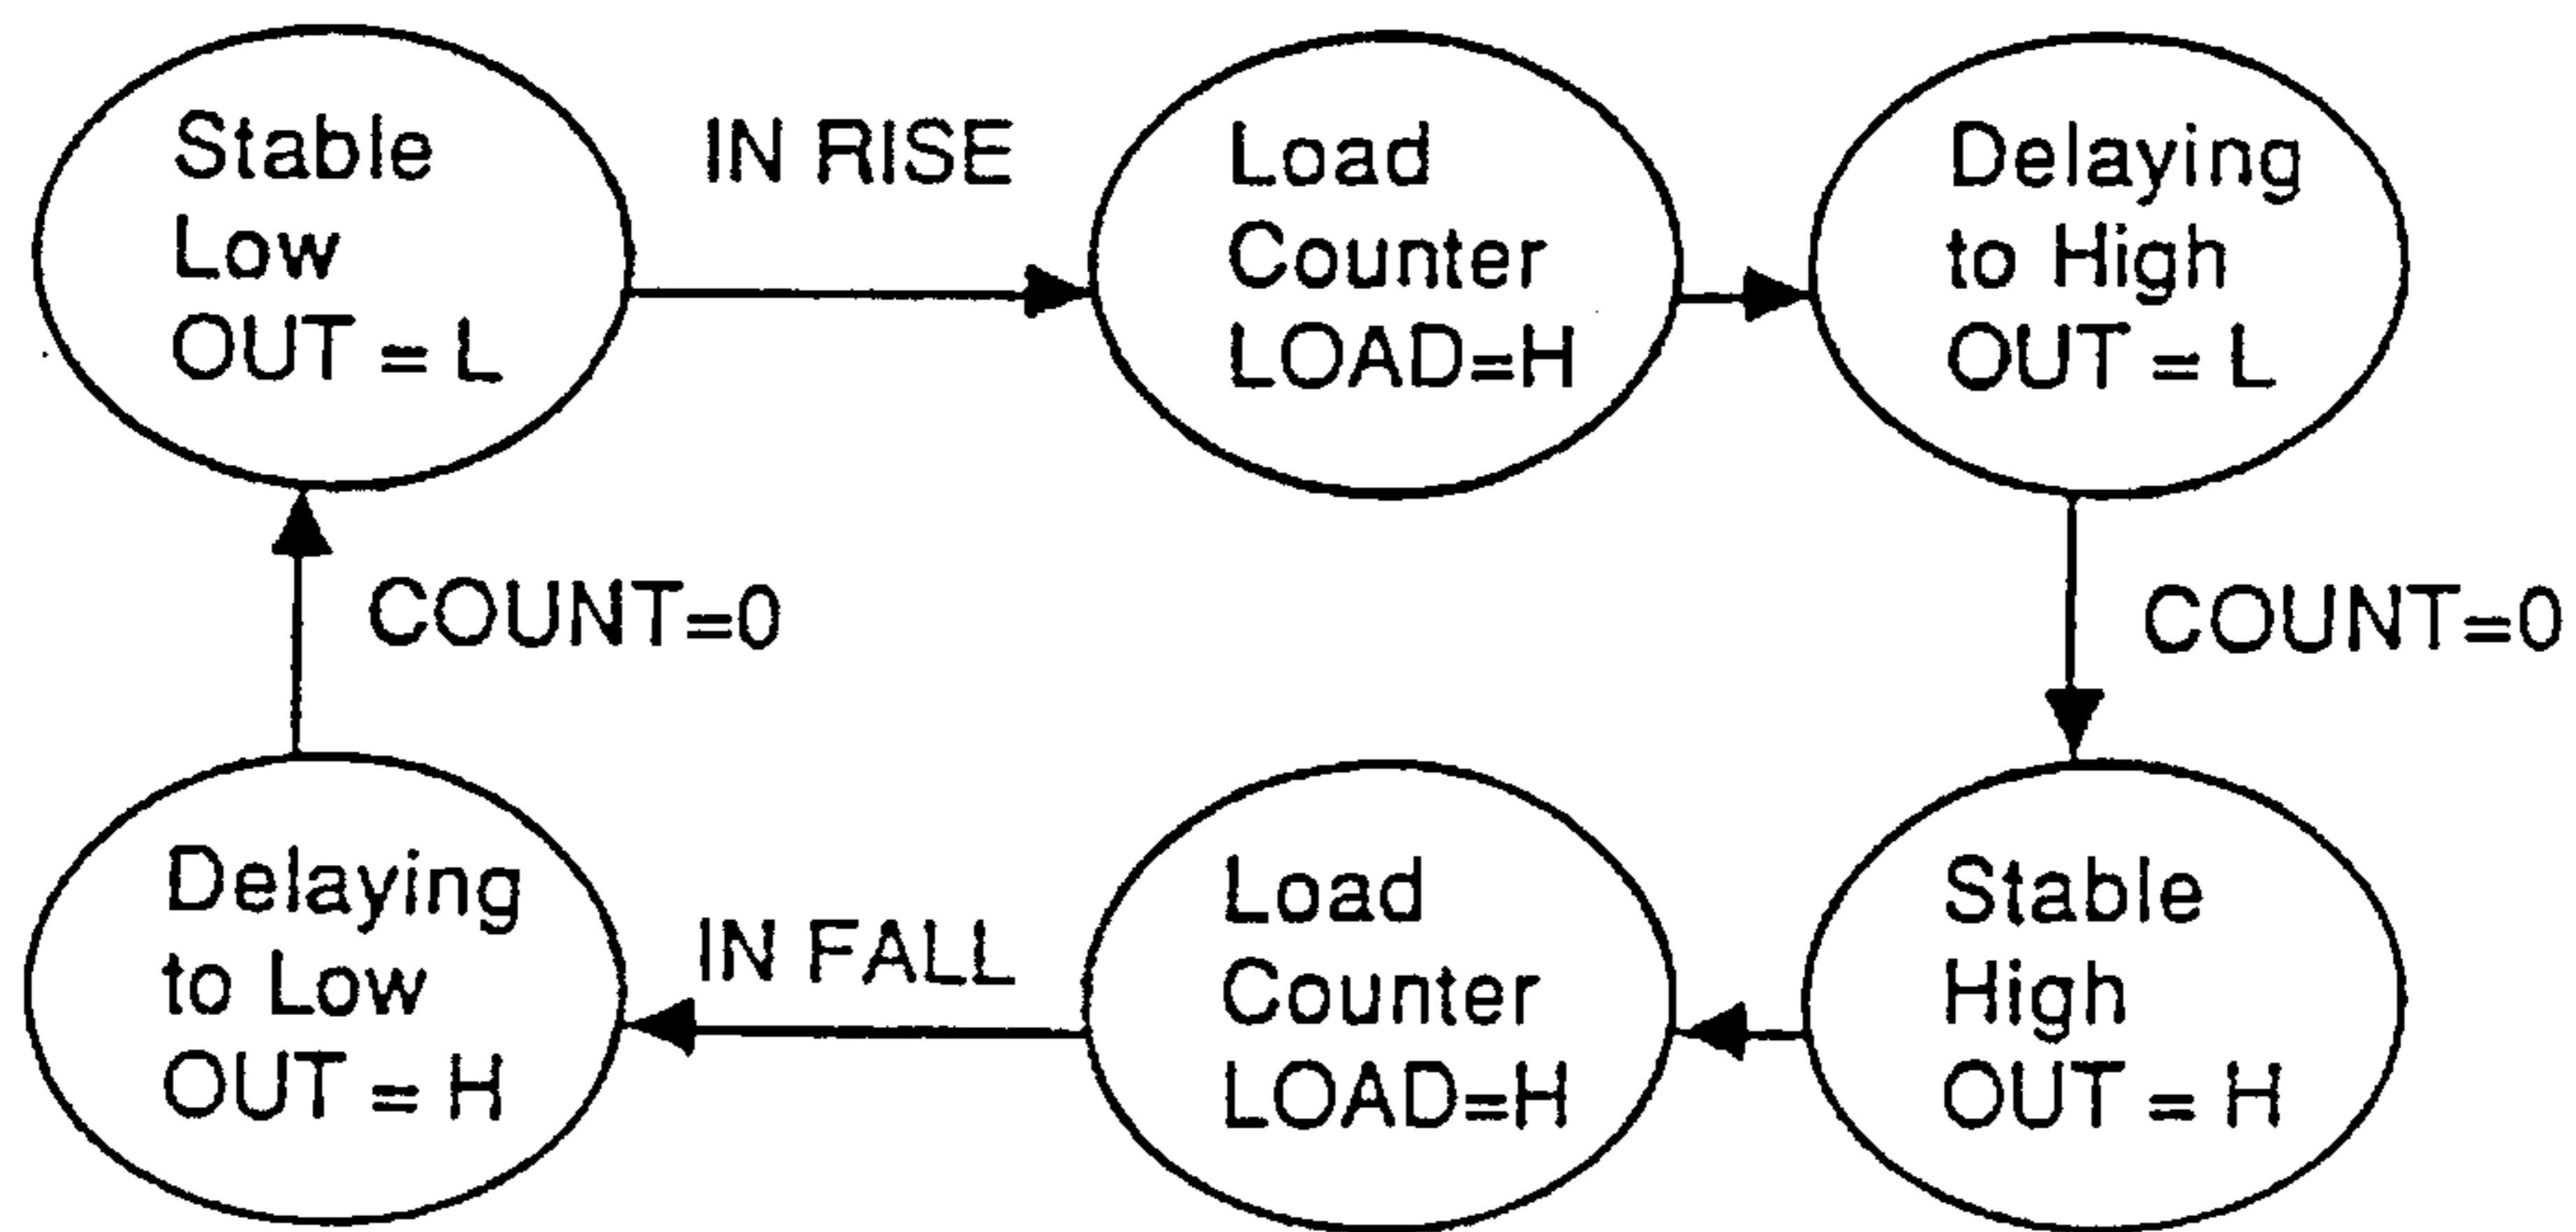 Stable
Low
OUT = L
IN RISE
Load
Counter
LOAD=H
Delaying
to High
OUT = L
COUNT=0
COUNT=0
Delaying
to Low
OUT = H
IN FALL
Load
Counter
LOAD=H
Stable
High
OUT = H